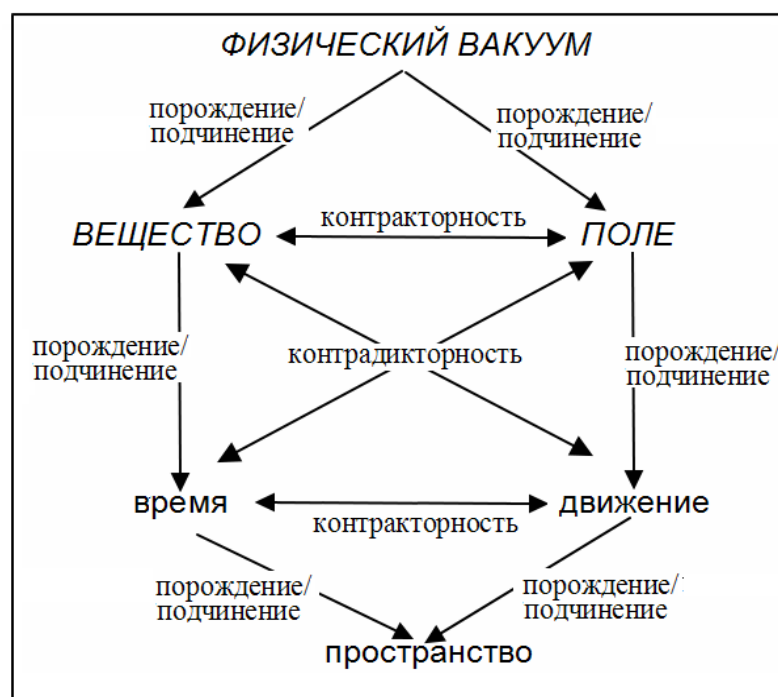 ФИЗИЧЕСКИЙ ВАКУУМ
порождение/
подчинение
порождение/
подчинение
ВЕЩЕСТВО
контракторность
ПОЛЕ
порождение/
подчинение
контрадикторность
порождение/
подчинение
время
контракторность
движение
порождение/
подчинение
порождение/
подчинение
пространство